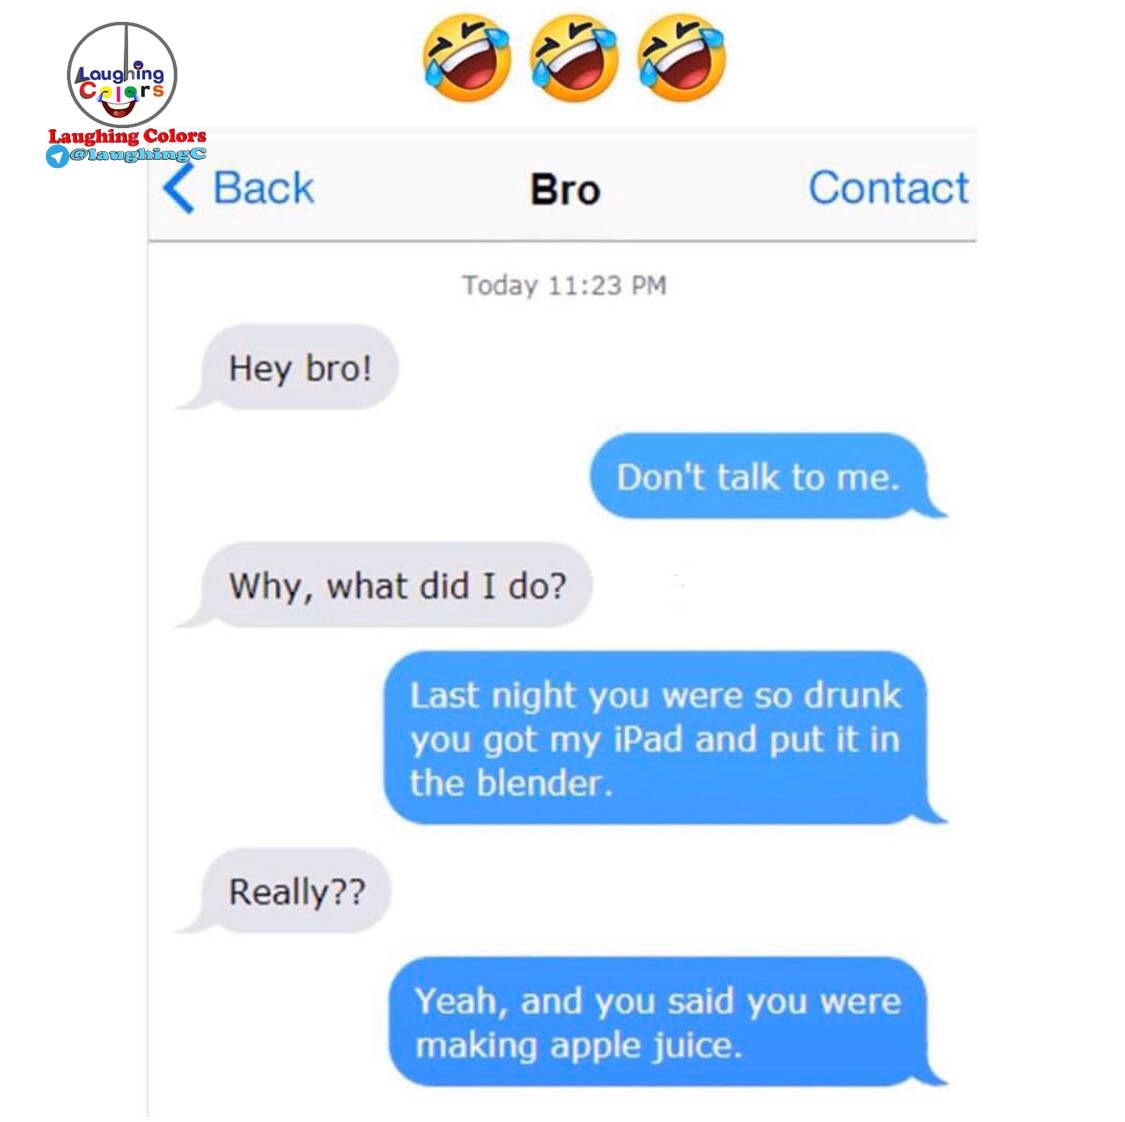 Laughing
Colors
Laughing Colors
@laughingC
Back
Bro
Contact
Today 11:23 PM
Hey bro!
Don't talk to me.
Why, what did I do?
Last night you were so drunk
you got my iPad and put it in
the blender.
Really??
Yeah, and you said you were
making apple juice.